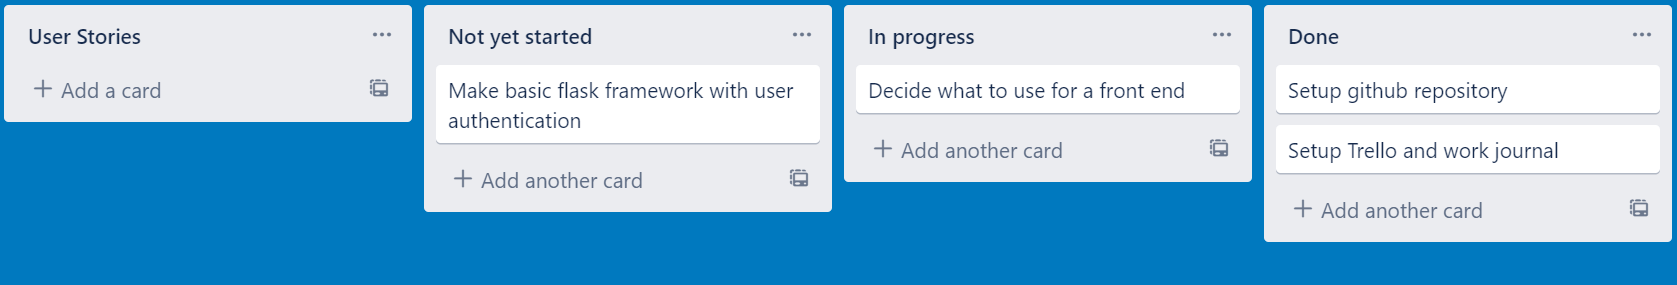 User Stories
Add a card
Not yet started
Make basic flask framework with user
authentication
Add another card
In progress
Decide what to use for a front end
Add another card
Done
Setup github repository
Setup Trello and work journal
Add another card